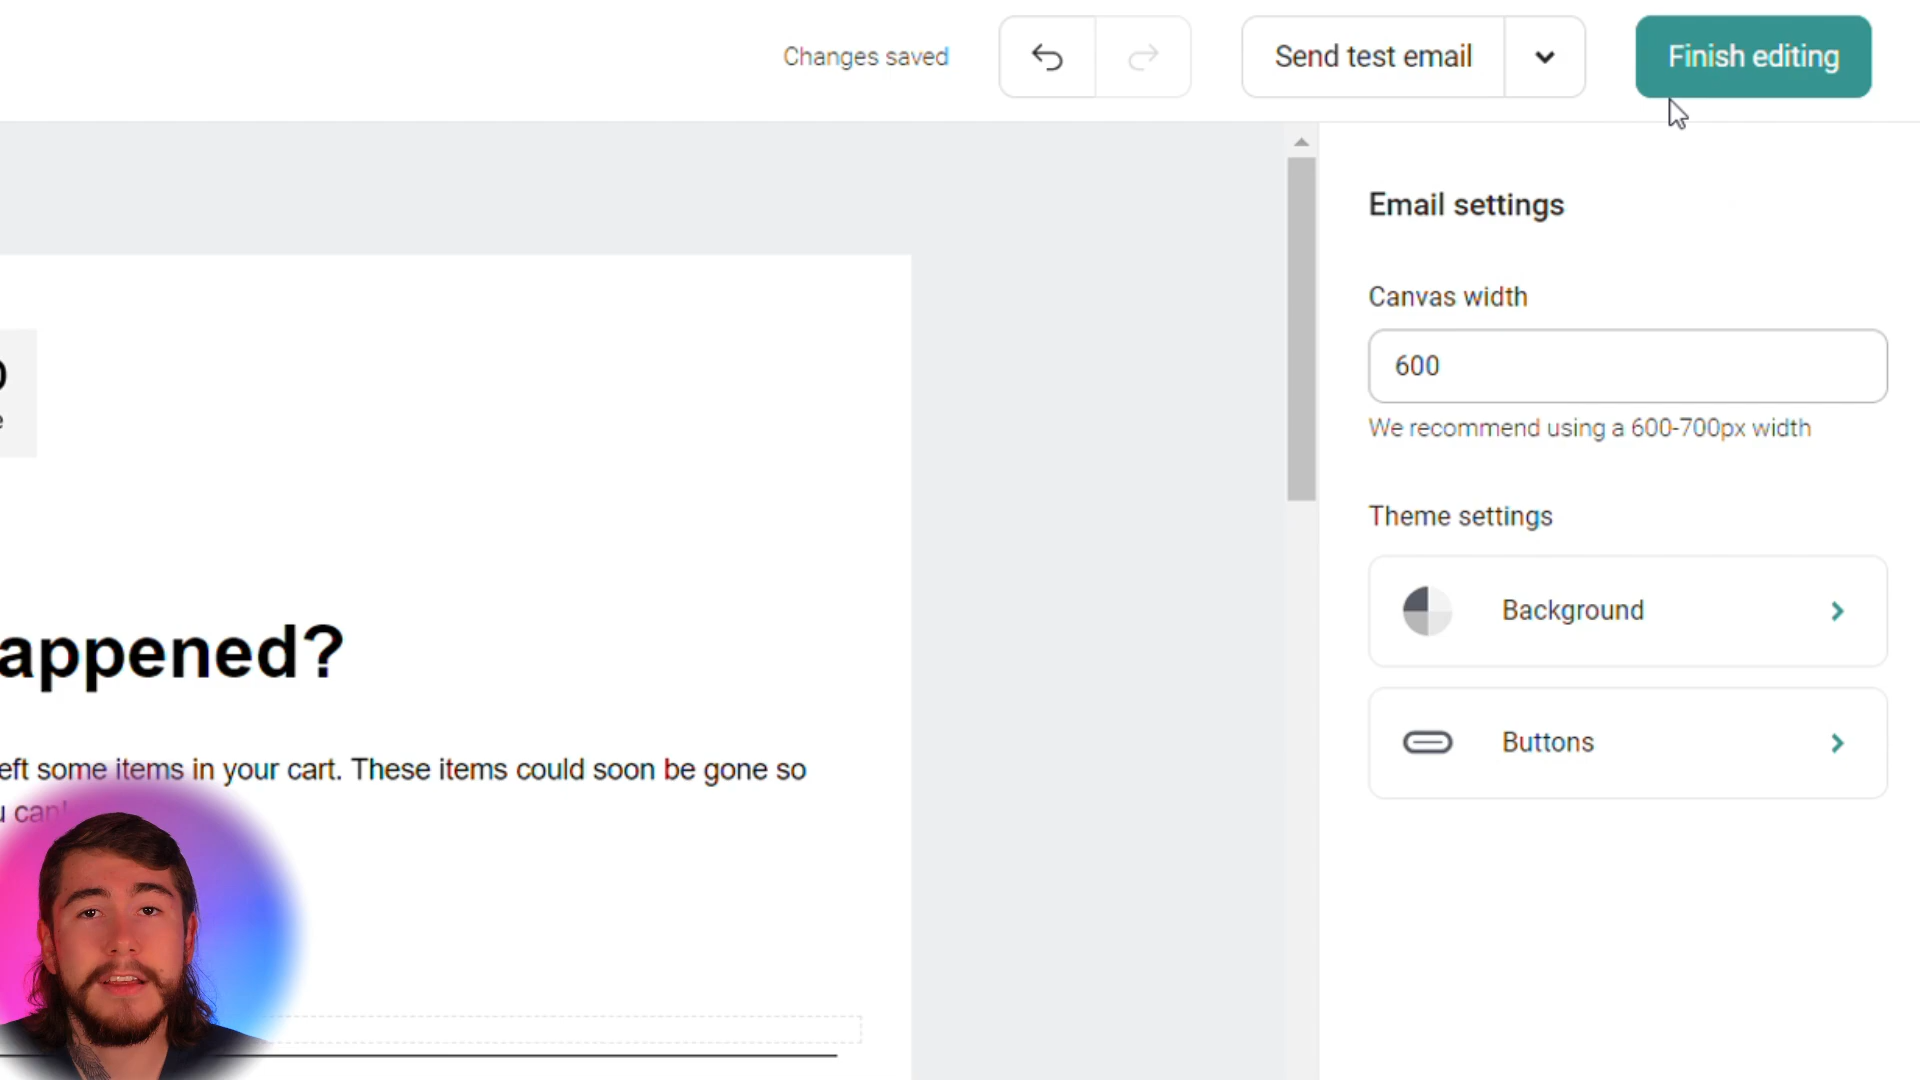 Changes saved
Send test email
Finish editing
Email settings
Canvas width
600
We recommend using a 600-700px width
Theme settings
Background
Buttons
appened?
eft some items in your cart. These items could soon be gone so
u can!